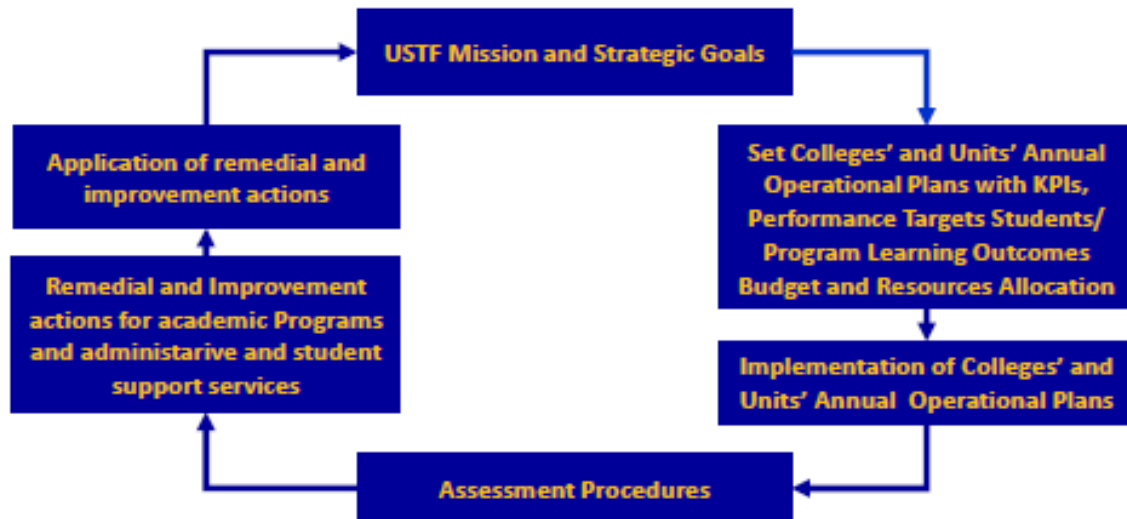 USTF Mission and Strategic Goals
Set Colleges' and Units' Annual
Operational Plans with KPIs,
Performance Targets Students/
Program Learning Outcomes
Budget and Resources Allocation
Implementation of Colleges' and
Units' Annual Operational Plans
Assessment Procedures
Remedial and Improvement
actions for academic Programs
and administarive and student
support services
Application of remedial and
improvement actions